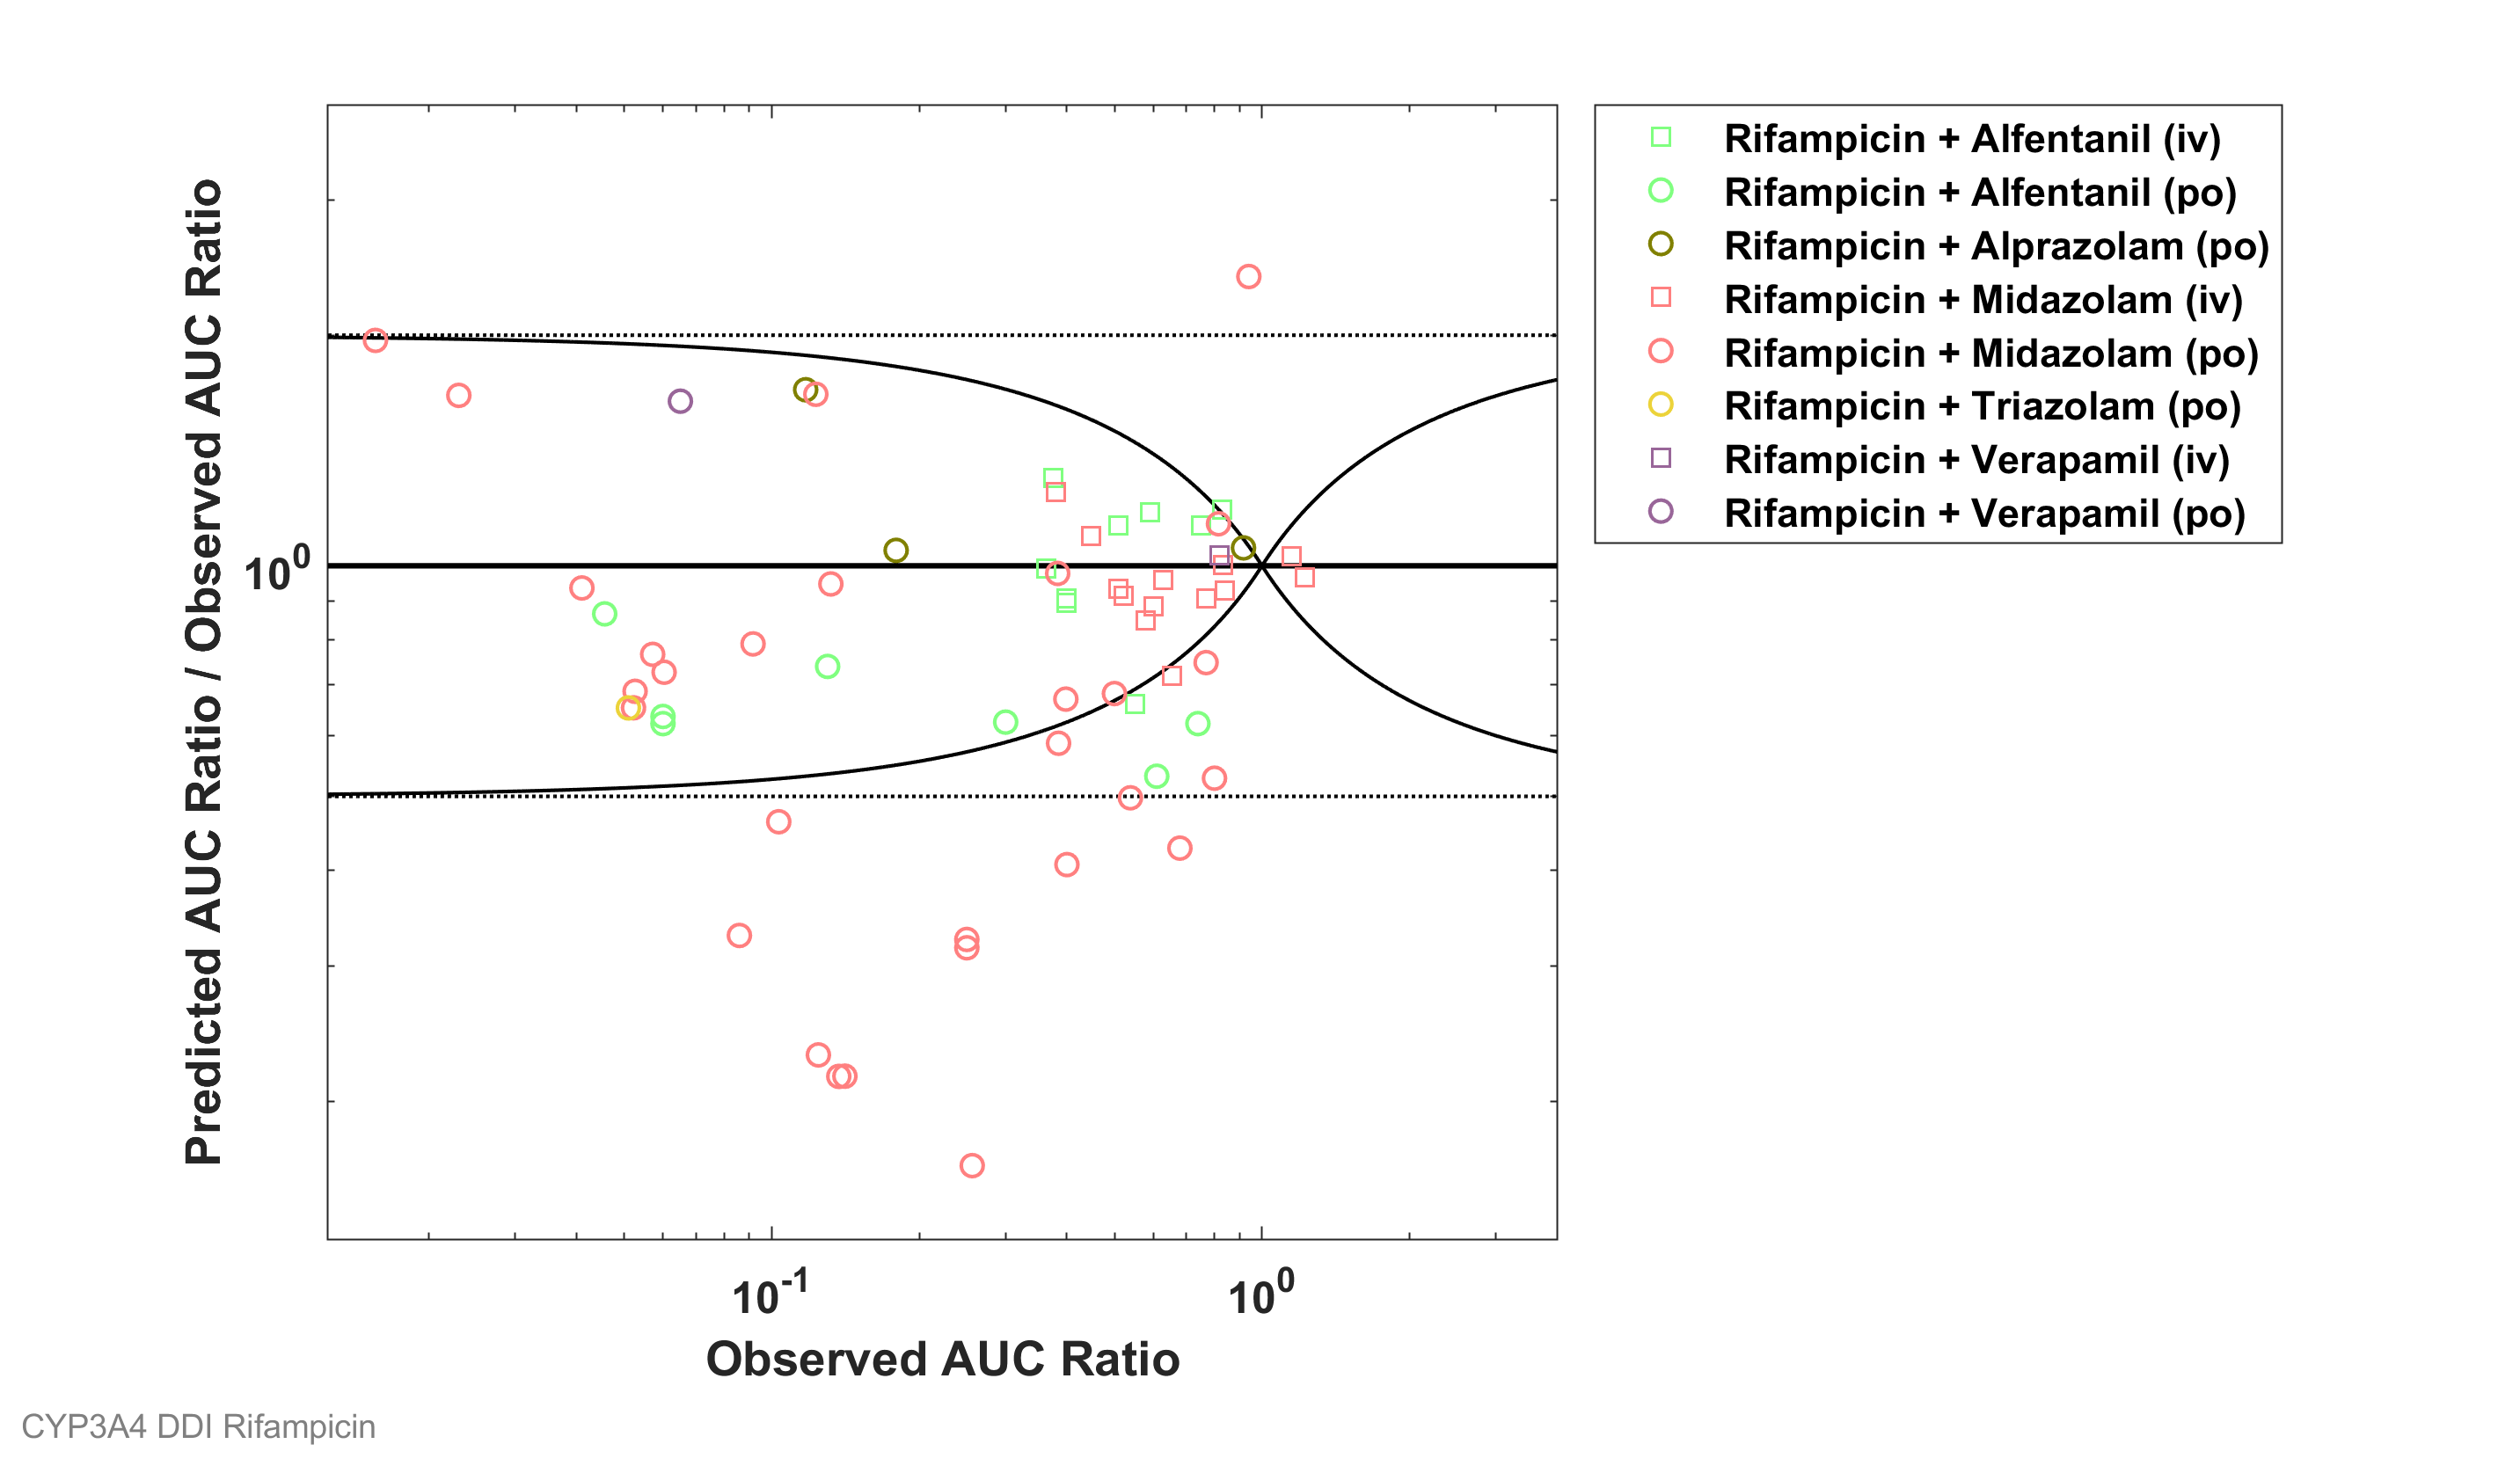 Predicted AUC Ratio / Observed AUC Ratio
10^0
Rifampicin + Alfentanil (iv)
Rifampicin + Alfentanil (po)
Rifampicin + Alprazolam (po)
Rifampicin + Midazolam (iv)
Rifampicin + Midazolam (po)
Rifampicin + Triazolam (po)
Rifampicin + Verapamil (iv)
Rifampicin + Verapamil (po)
10^-1 10^0
Observed AUC Ratio
CYP3A4 DDI Rifampicin